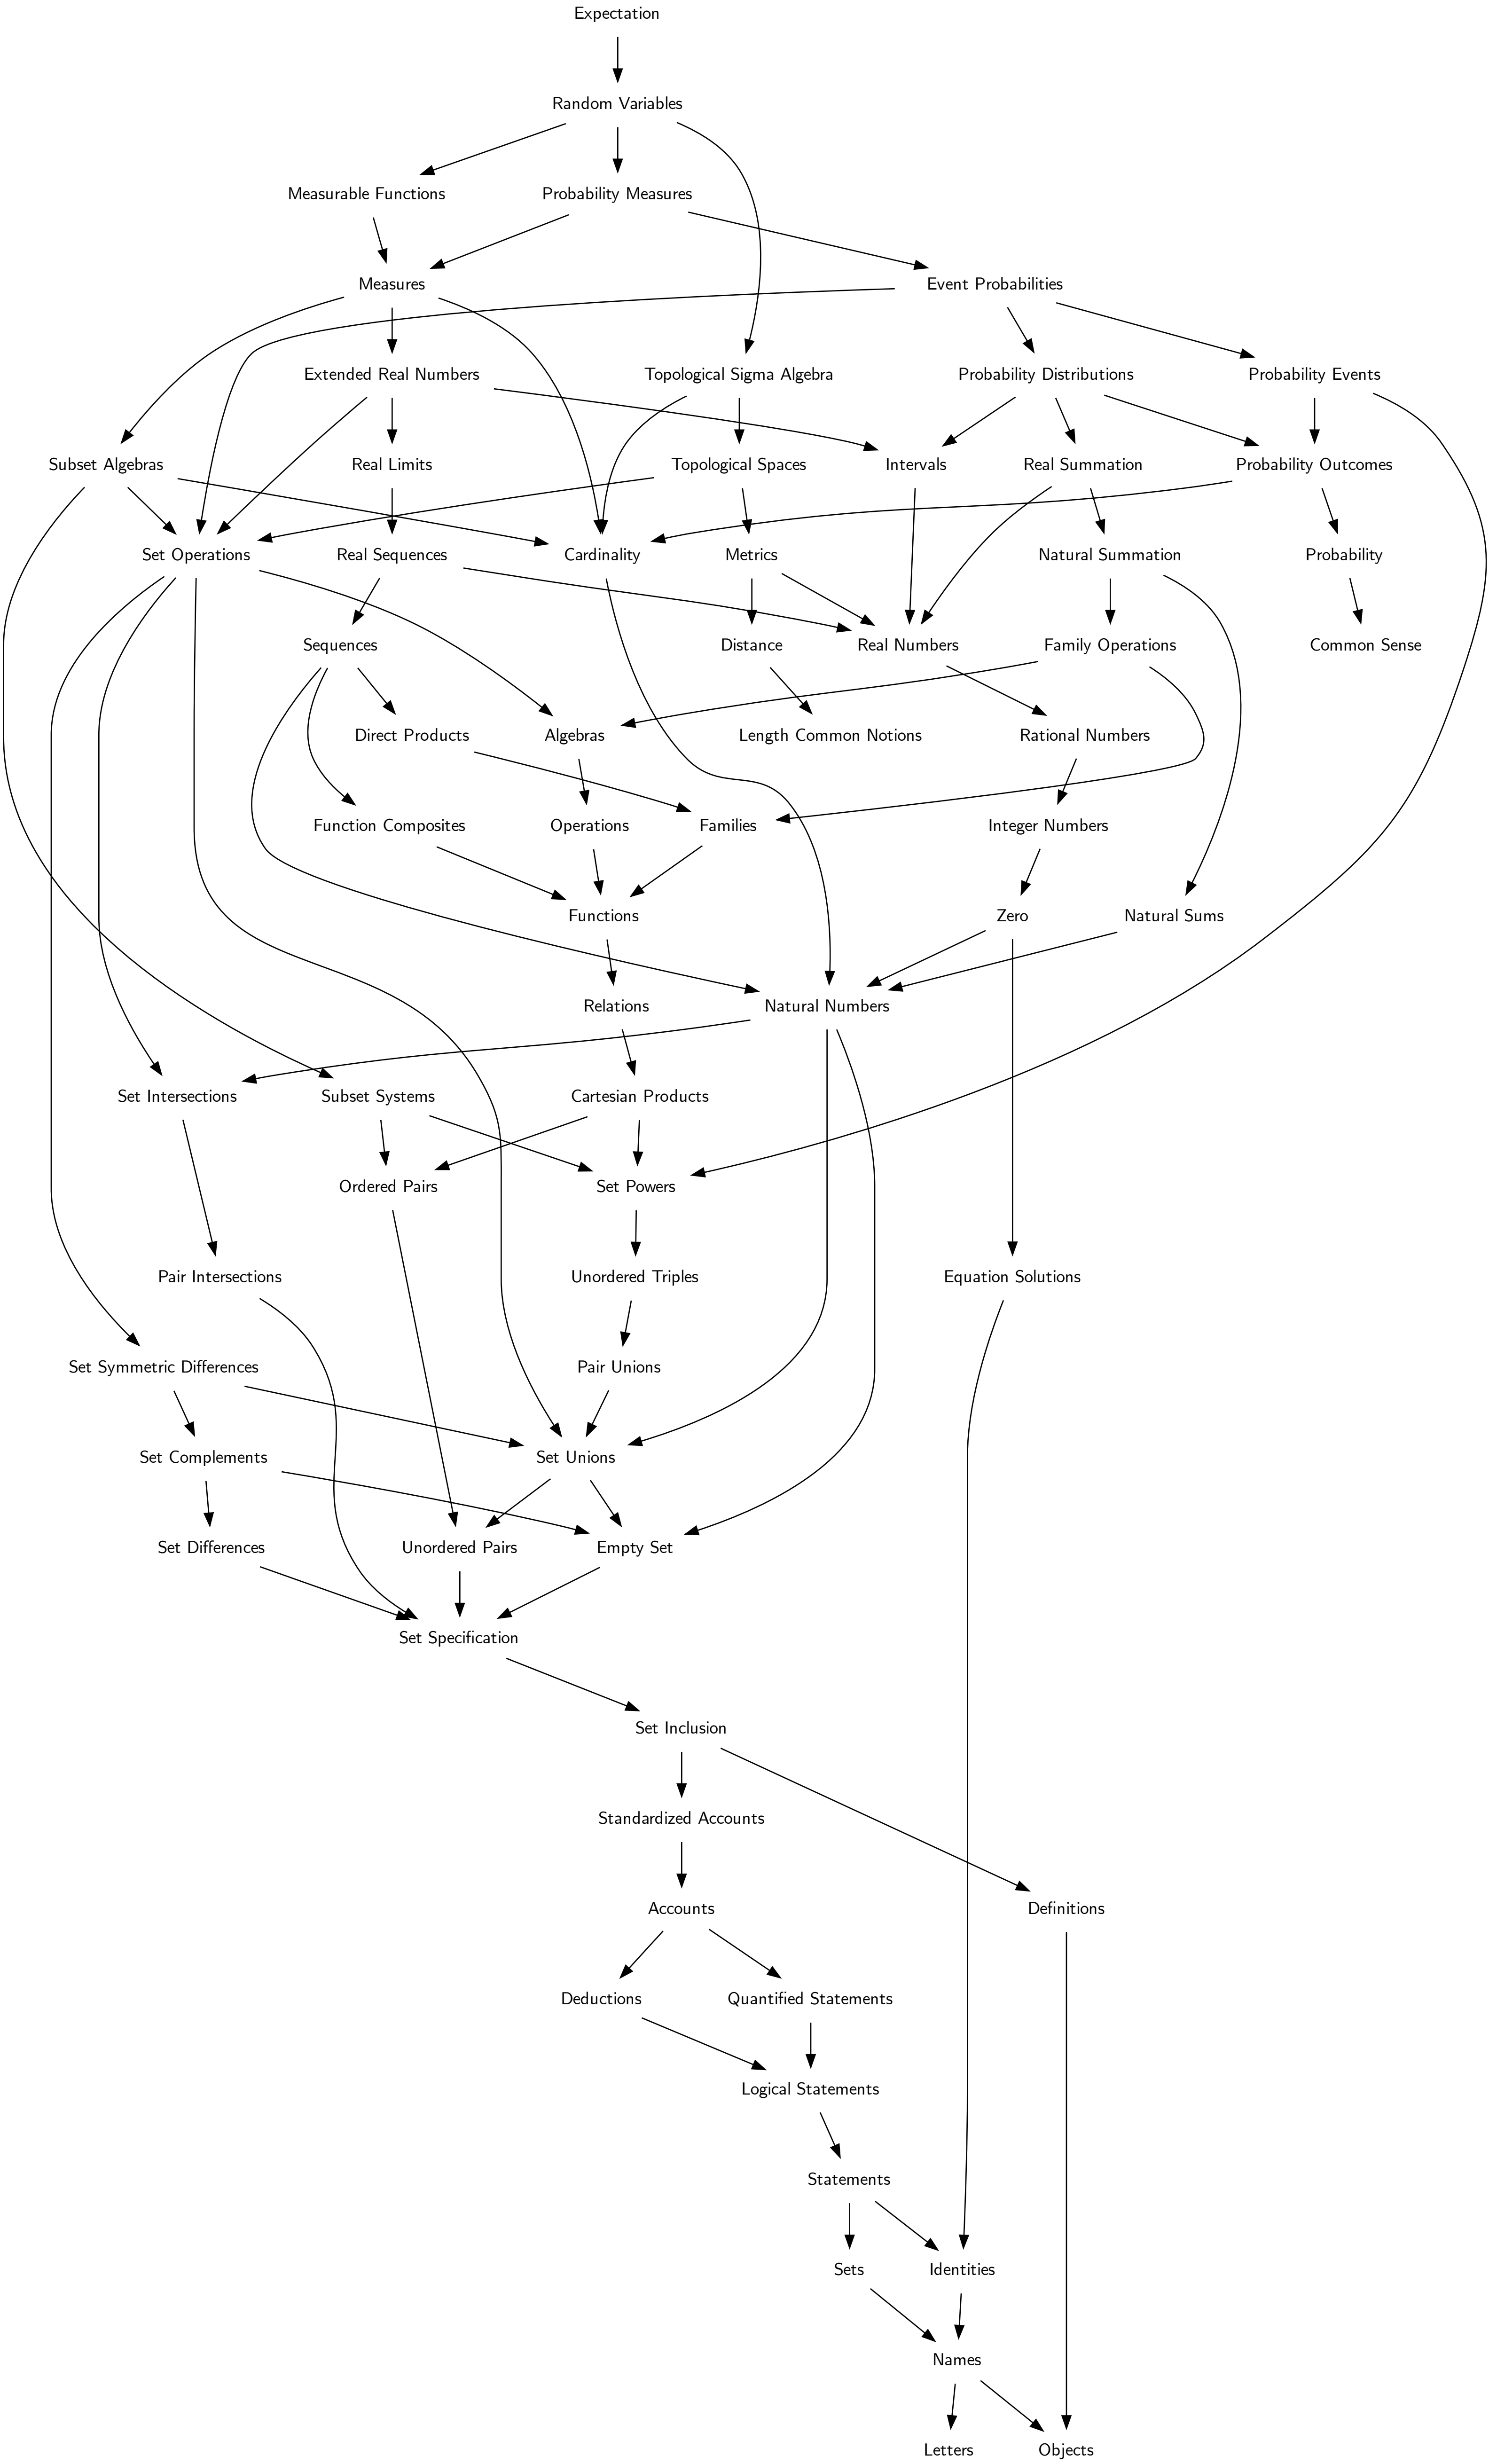 Expectation
Random Variables
Measurable Functions
Probability Measures
Measures
Event Probabilities
Extended Real Numbers
Topological Sigma Algebra
Probability Distributions
Probability Events
Subset Algebras
Real Limits
Topological Spaces
Intervals
Real Summation
Probability Outcomes
Set Operations
Real Sequences
Cardinality
Metrics
Natural Summation
Probability
Sequences
Distance
Real Numbers
Family Operations
Common Sense
Direct Products
Algebras
Length Common Notions
Rational Numbers
Function Composites
Operations
Families
Integer Numbers
Functions
Zero
Natural Sums
Relations
Natural Numbers
Set Intersections
Subset Systems
Cartesian Products
Ordered Pairs
Set Powers
Pair Intersections
Unordered Triples
Equation Solutions
Set Symmetric Differences
Pair Unions
Set Complements
Set Unions
Set Differences
Unordered Pairs
Empty Set
Set Specification
Set Inclusion
Standardized Accounts
Accounts
Definitions
Deductions
Quantified Statements
Logical Statements
Statements
Sets
Identities
Names
Letters
Objects